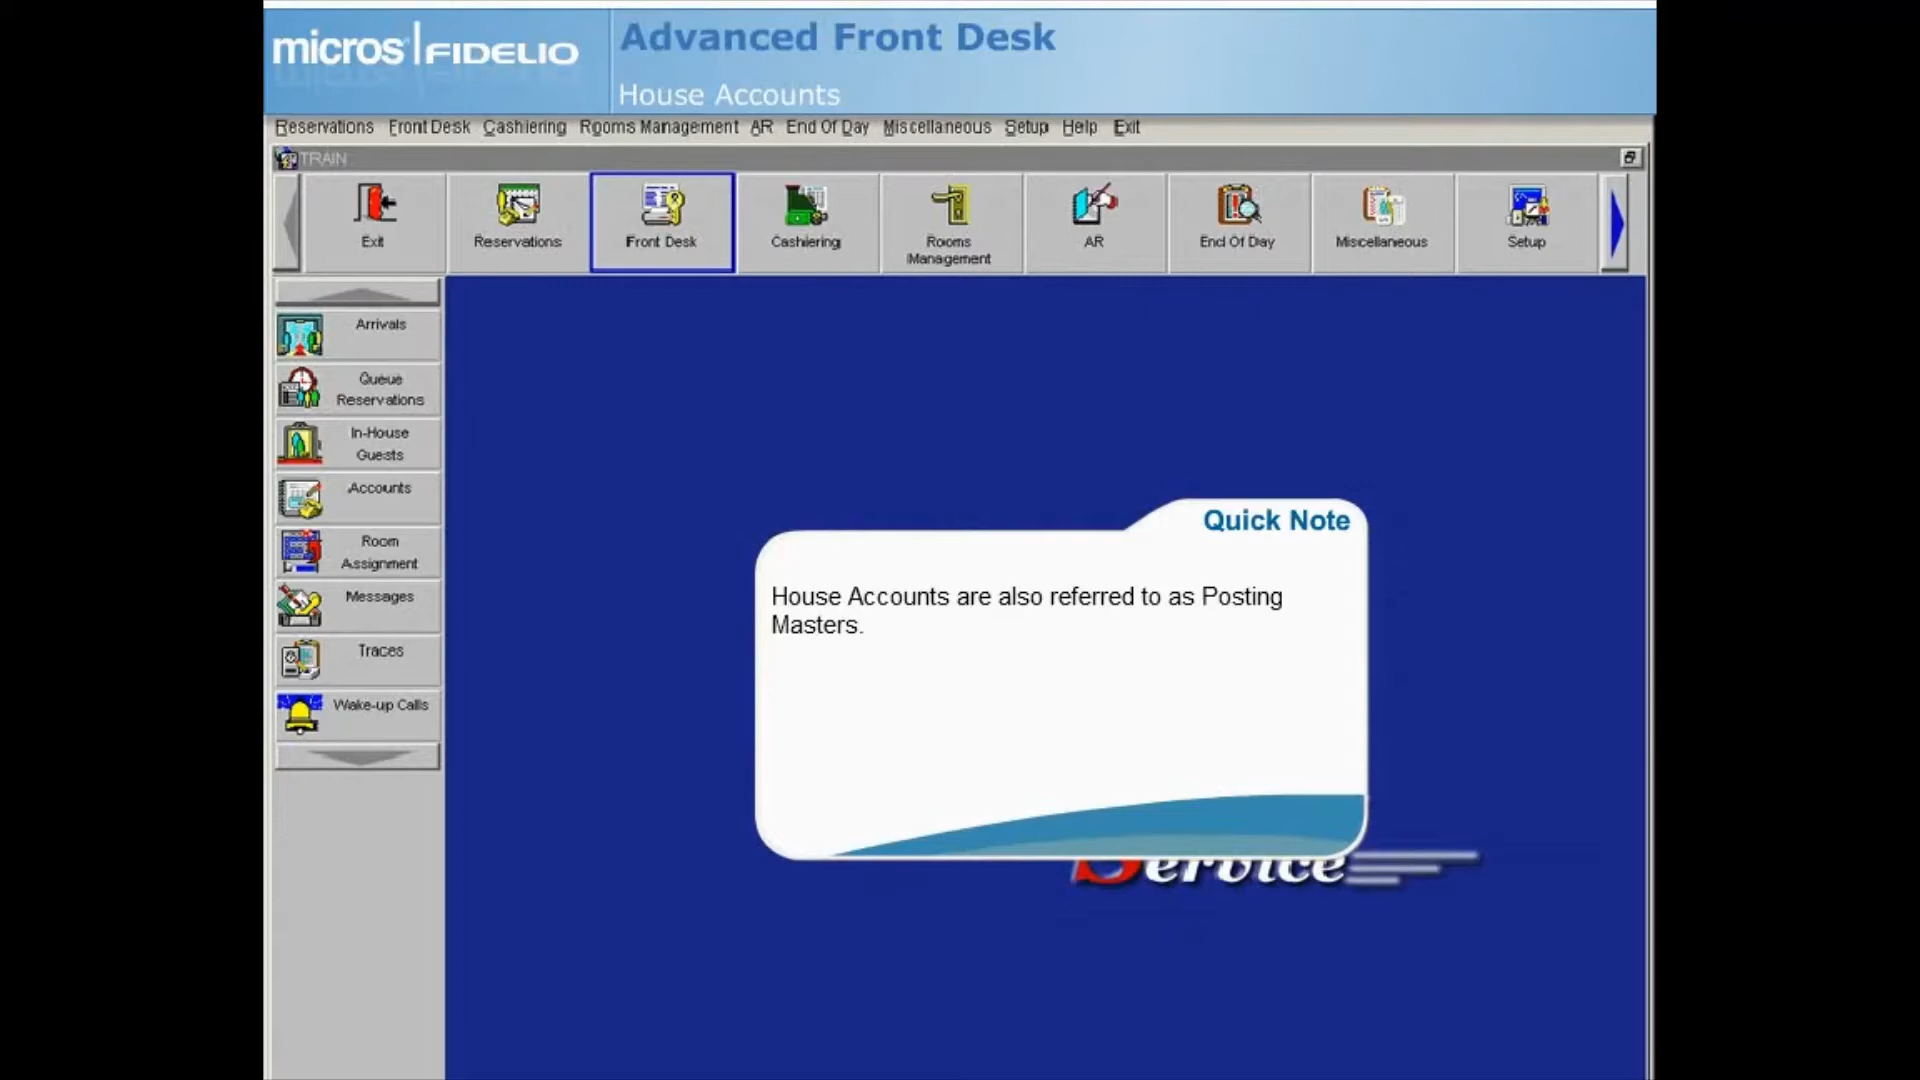 micros FIDELIO
Advanced Front Desk
House Accounts
Reservations Front Desk Cashiering Rooms Management AR End Of Day Miscellaneous Setup Help Exit
TRAIN
Exit
Reservations
Front Desk
Cashiering
Rooms
Management
AR
End Of Day
Miscellaneous
Setup
Arrivals
Queue
Reservations
In-House
Guests
Accounts
Room
Assignment
Messages
Traces
Wake-up Calls
Quick Note
House Accounts are also referred to as Posting
Masters.
Service